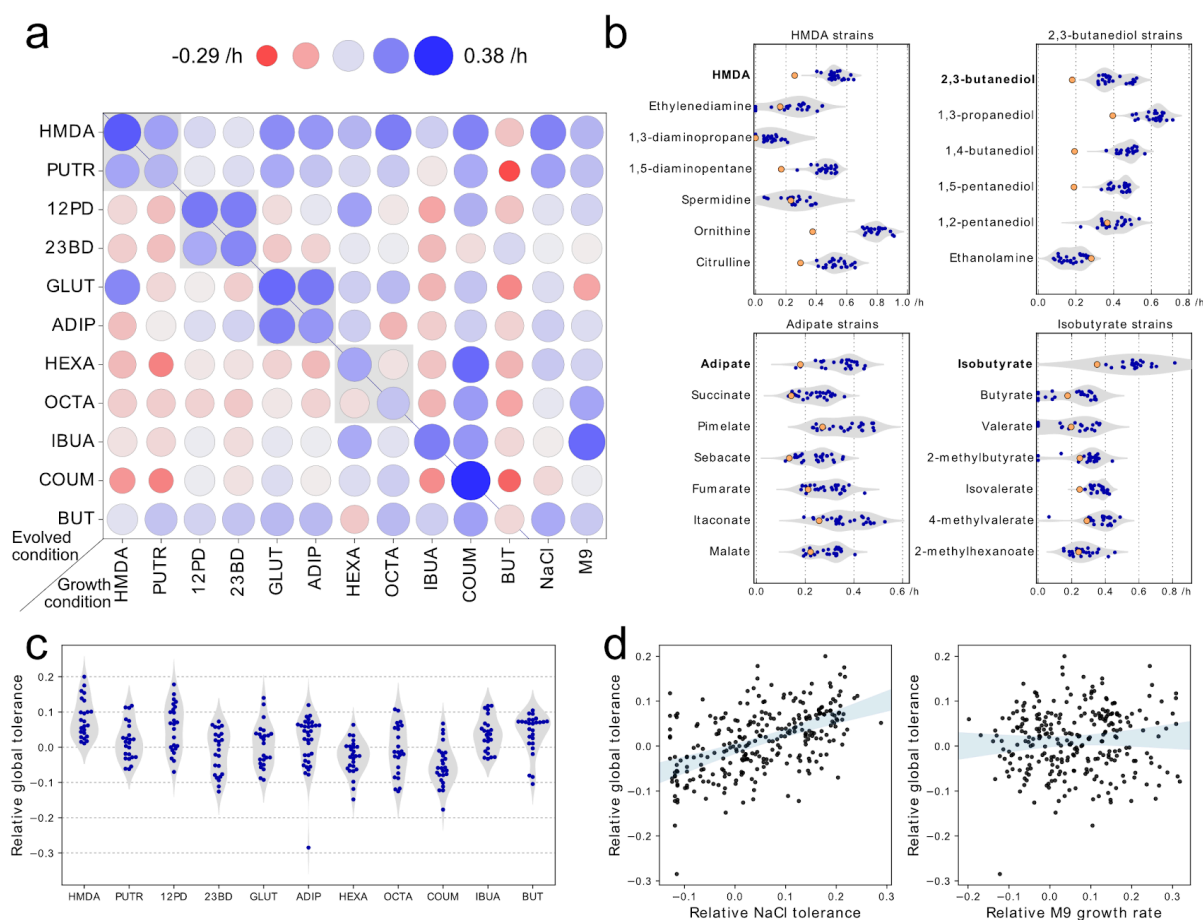 a
-0.29 /h
0.38 /h
HMDA
PUTR
12PD
23BD
GLUT
ADIP
HEXA
OCTA
IBUA
COUM
BUT
Evolved condition
Growth condition
HMDA PUTR 12PD 23BD GLUT ADIP HEXA OCTA IBUA COUM BUT NaCl M9
b
HMDA strains
HMDA
Ethylenediamine
1,3-diaminopropane
1,5-diaminopentane
Spermidine
Ornithine
Citrulline
0.0 0.2 0.4 0.6 0.8 1.0 /h
2,3-butanediol strains
2,3-butanediol
1,3-propanediol
1,4-butanediol
1,5-pentanediol
1,2-pentanediol
Ethanolamine
0.0 0.2 0.4 0.6 0.8 /h
Adipate strains
Adipate
Succinate
Pimelate
Sebacate
Fumarate
Itaconate
Malate
0.0 0.2 0.4 0.6 /h
Isobutyrate strains
Isobutyrate
Butyrate
Valerate
2-methylbutyrate
Isovalerate
4-methylvalerate
2-methylhexanoate
0.0 0.2 0.4 0.6 0.8 /h
c
Relative global tolerance
0.2
0.1
0.0
−0.1
−0.2
−0.3
HMDA PUTR 12PD 23BD GLUT ADIP HEXA OCTA COUM IBUA BUT
d
Relative global tolerance
0.2
0.1
0.0
−0.1
−0.2
−0.3
−0.1 0.0 0.1 0.2 0.3
Relative NaCl tolerance
Relative global tolerance
0.2
0.1
0.0
−0.1
−0.2
−0.3
−0.2 −0.1 0.0 0.1 0.2 0.3
Relative M9 growth rate